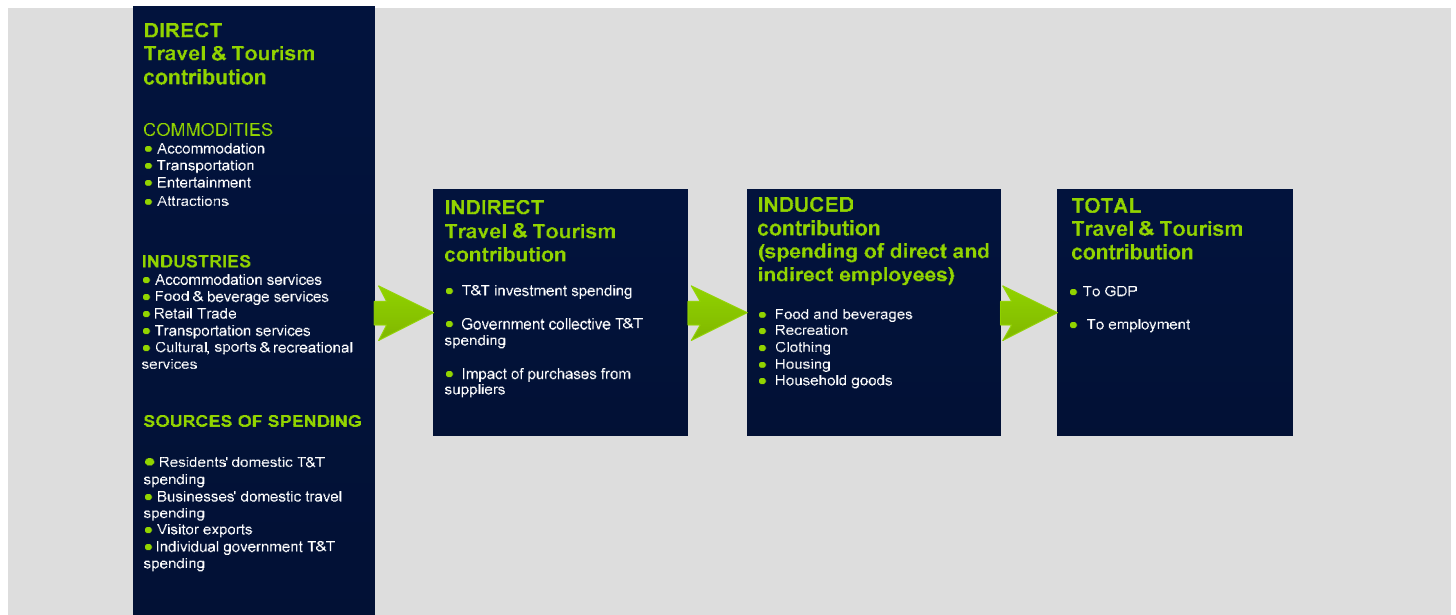 DIRECT
Travel & Tourism
contribution
COMMODITIES
• Accommodation
• Transportation
• Entertainment
• Attractions
INDUSTRIES
• Accommodation services
• Food & beverage services
• Retail Trade
• Transportation services
• Cultural, sports & recreational
services
SOURCES OF SPENDING
• Residents' domestic T&T
spending
• Businesses' domestic travel
spending
• Visitor exports
• Individual government T&T
spending
INDIRECT
Travel & Tourism
contribution
• T&T investment spending
• Government collective T&T
spending
• Impact of purchases from
suppliers
INDUCED
contribution
(spending of direct and
indirect employees)
• Food and beverages
• Recreation
• Clothing
• Housing
• Household goods
TOTAL
Travel & Tourism
contribution
• To GDP
• To employment